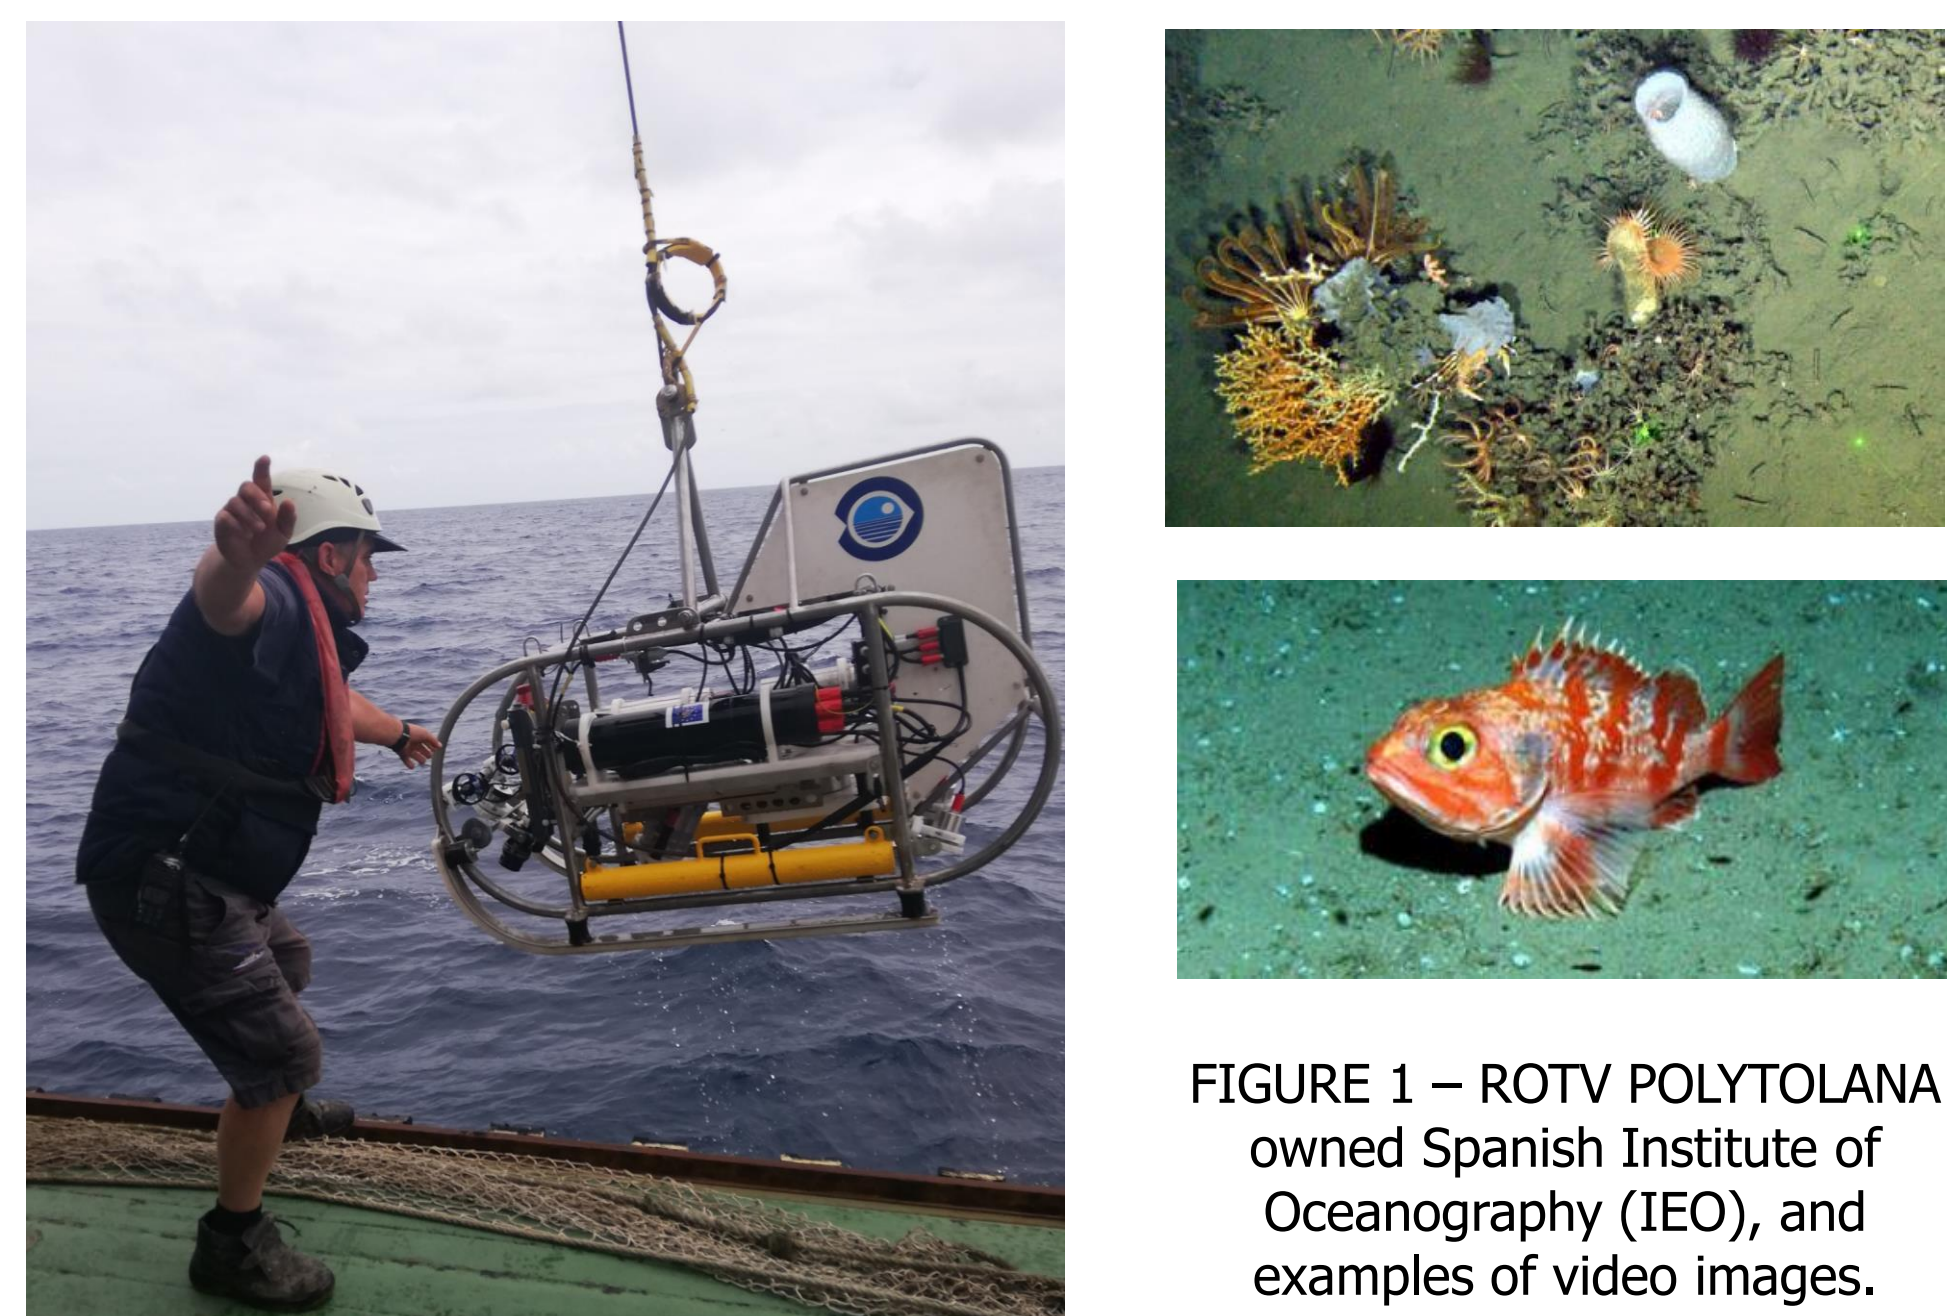 FIGURE 1 – ROTV POLYTOLANA
owned Spanish Institute of
Oceanography (IEO), and
examples of video images.